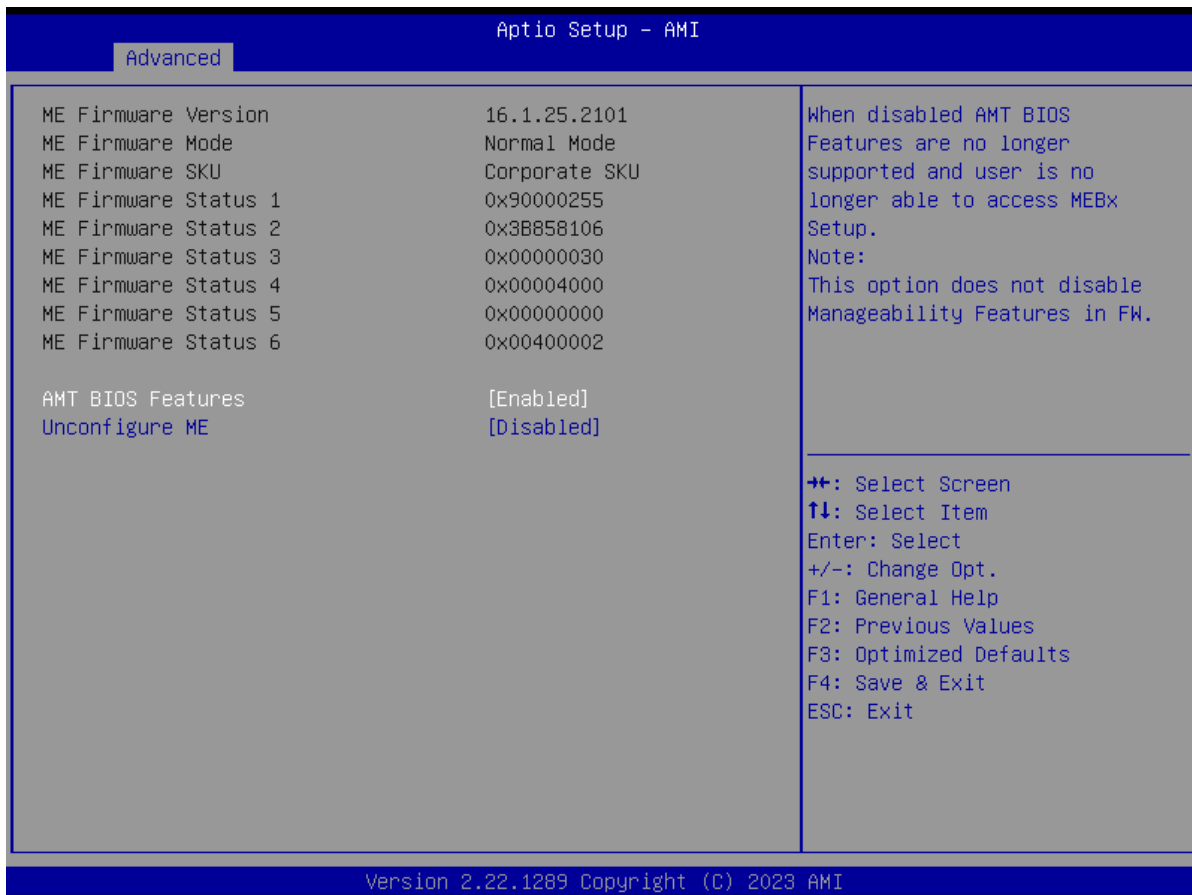 Aptio Setup – AMI
Advanced
ME Firmware Version 16.1.25.2101
ME Firmware Mode Normal Mode
ME Firmware SKU Corporate SKU
ME Firmware Status 1 0x90000255
ME Firmware Status 2 0x3B858106
ME Firmware Status 3 0x00000030
ME Firmware Status 4 0x00004000
ME Firmware Status 5 0x00000000
ME Firmware Status 6 0x00400002
AMT BIOS Features [Enabled]
Unconfigure ME [Disabled]
When disabled AMT BIOS
Features are no longer
supported and user is no
longer able to access MEBx
Setup.
Note:
This option does not disable
Manageability Features in FW.
→←: Select Screen
↑↓: Select Item
Enter: Select
+/-: Change Opt.
F1: General Help
F2: Previous Values
F3: Optimized Defaults
F4: Save & Exit
ESC: Exit
Version 2.22.1289 Copyright (C) 2023 AMI